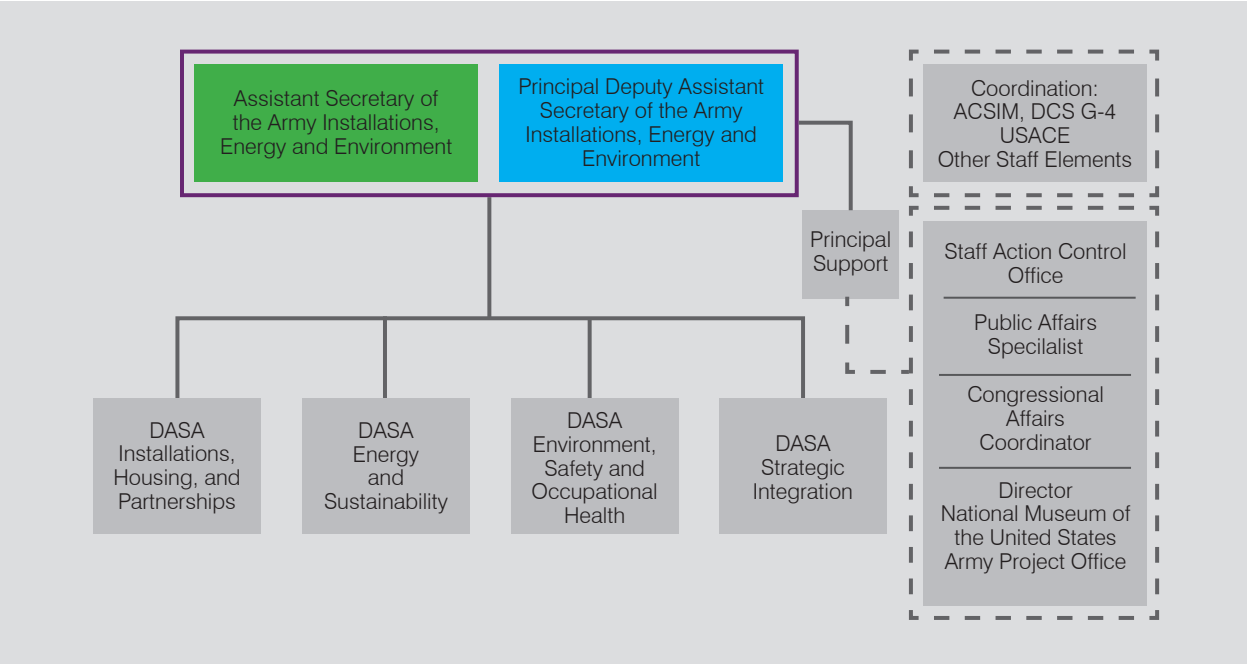 Assistant Secretary of
the Army Installations,
Energy and Environment
Principal Deputy Assistant
Secretary of the Army
Installations, Energy and
Environment
Coordination:
ACSIM, DCS G-4
USACE
Other Staff Elements
Principal
Support
Staff Action Control
Office
Public Affairs
Specilalist
Congressional
Affairs
Coordinator
Director
National Museum of
the United States
Army Project Office
DASA
Installations,
Housing, and
Partnerships
DASA
Energy
and
Sustainability
DASA
Environment,
Safety and
Occupational
Health
DASA
Strategic
Integration